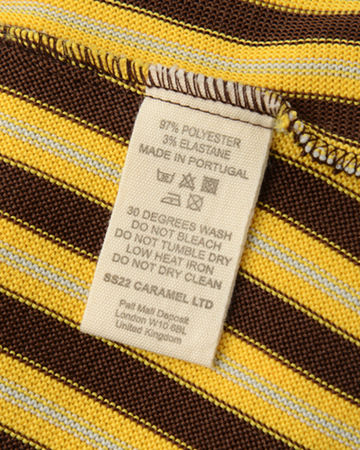 97% POLYESTER
3% ELASTANE
MADE IN PORTUGAL
30 DEGREES WASH
DO NOT BLEACH
DO NOT TUMBLE DRY
LOW HEAT IRON
DO NOT DRY CLEAN
SS22 CARAMEL LTD
Pall Mall Deposit
London W10 6BL
United Kingdom